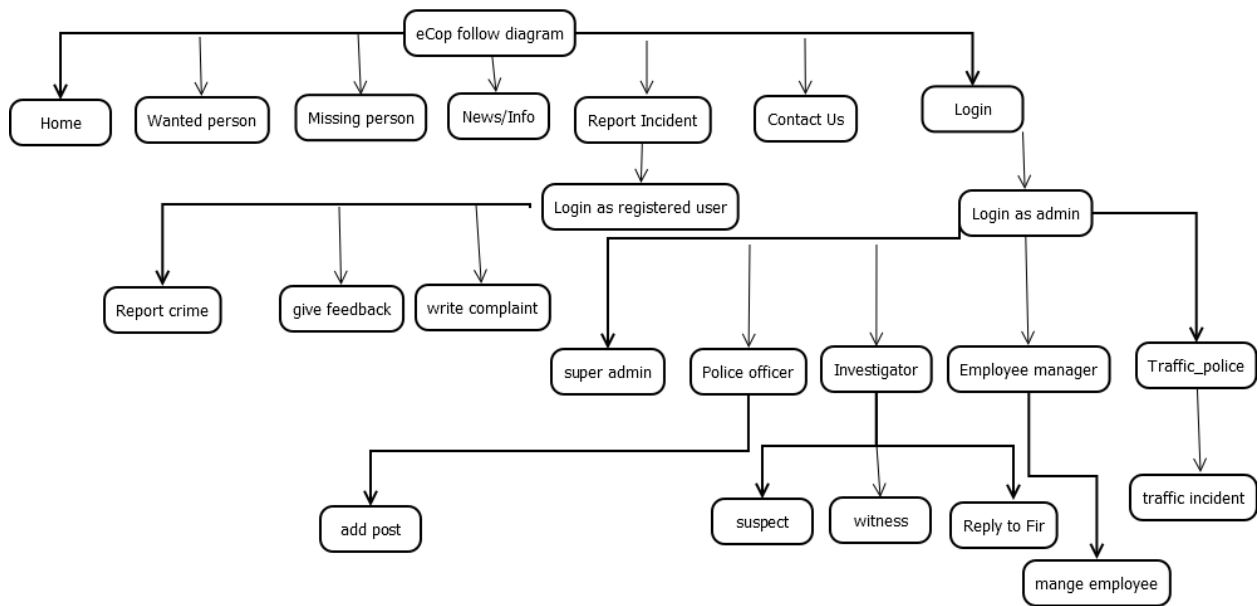 eCop follow diagram
Home
Wanted person
Missing person
News/Info
Report Incident
Contact Us
Login
Login as registered user
Login as admin
Report crime
give feedback
write complaint
super admin
Police officer
Investigator
Employee manager
Traffic_police
add post
suspect
witness
Reply to Fir
traffic incident
mange employee